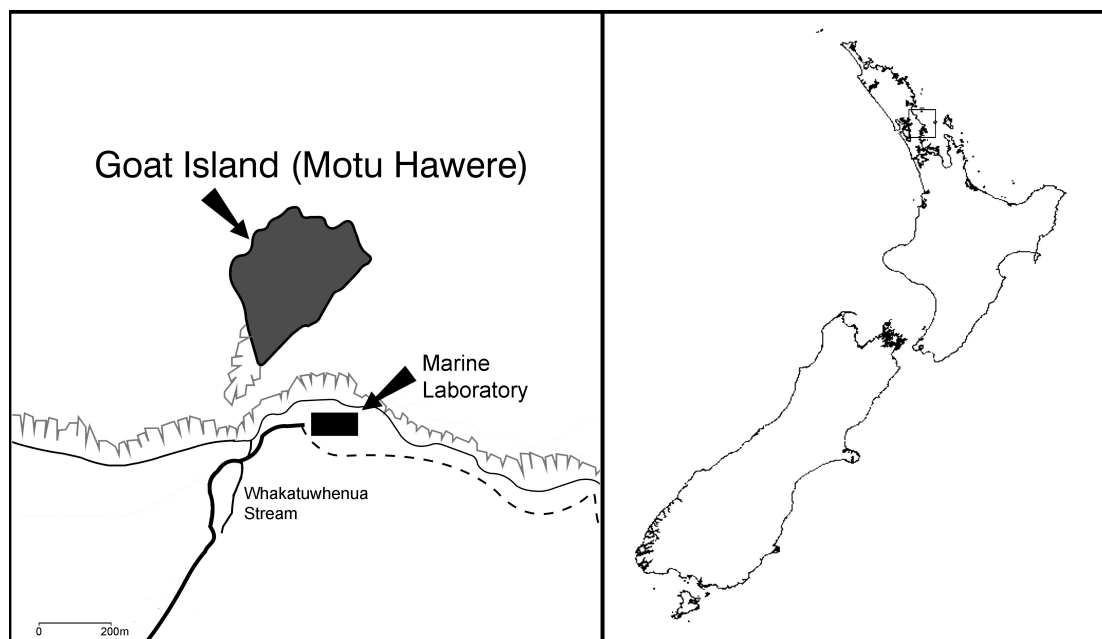 Goat Island (Motu Hawere)
Marine
Laboratory
Whakatuwhenua
Stream
0 200m